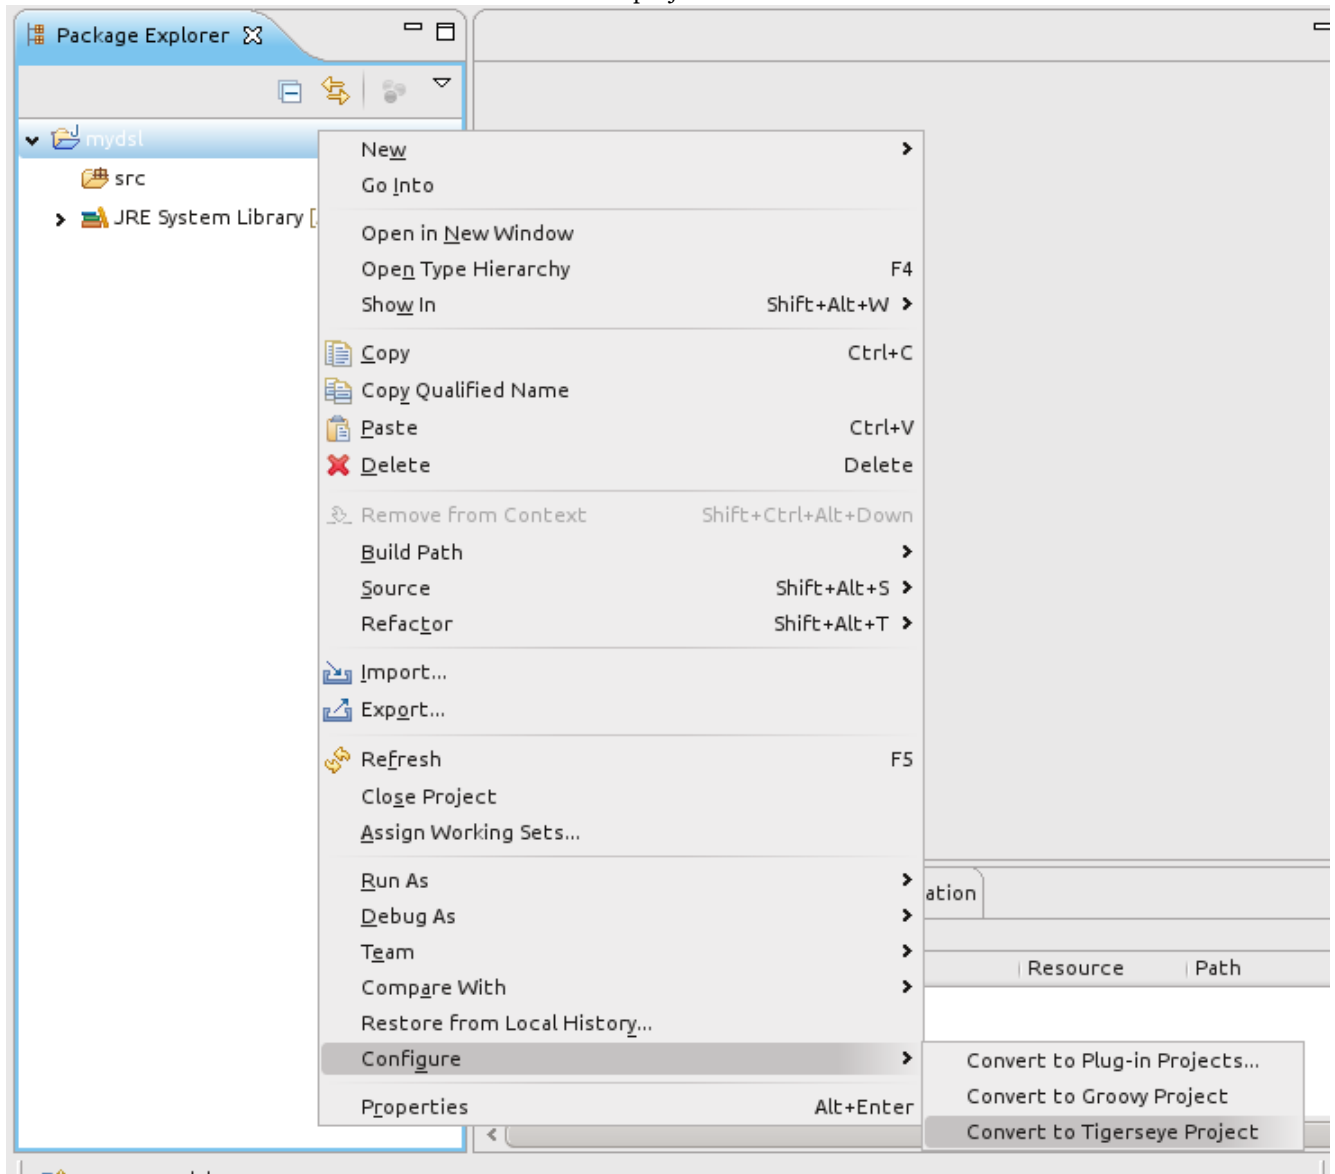 Package Explorer
mydsl
src
JRE System Library [
New
Go Into
Open in New Window
Open Type Hierarchy F4
Show In Shift+Alt+W
Copy Ctrl+C
Copy Qualified Name
Paste Ctrl+V
Delete Delete
Remove from Context Shift+Ctrl+Alt+Down
Build Path
Source Shift+Alt+S
Refactor Shift+Alt+T
Import...
Export...
Refresh F5
Close Project
Assign Working Sets...
Run As
Debug As
Team
Compare With
Restore from Local History...
Configure
Properties Alt+Enter
ation
Resource Path
Convert to Plug-in Projects...
Convert to Groovy Project
Convert to Tigerseye Project